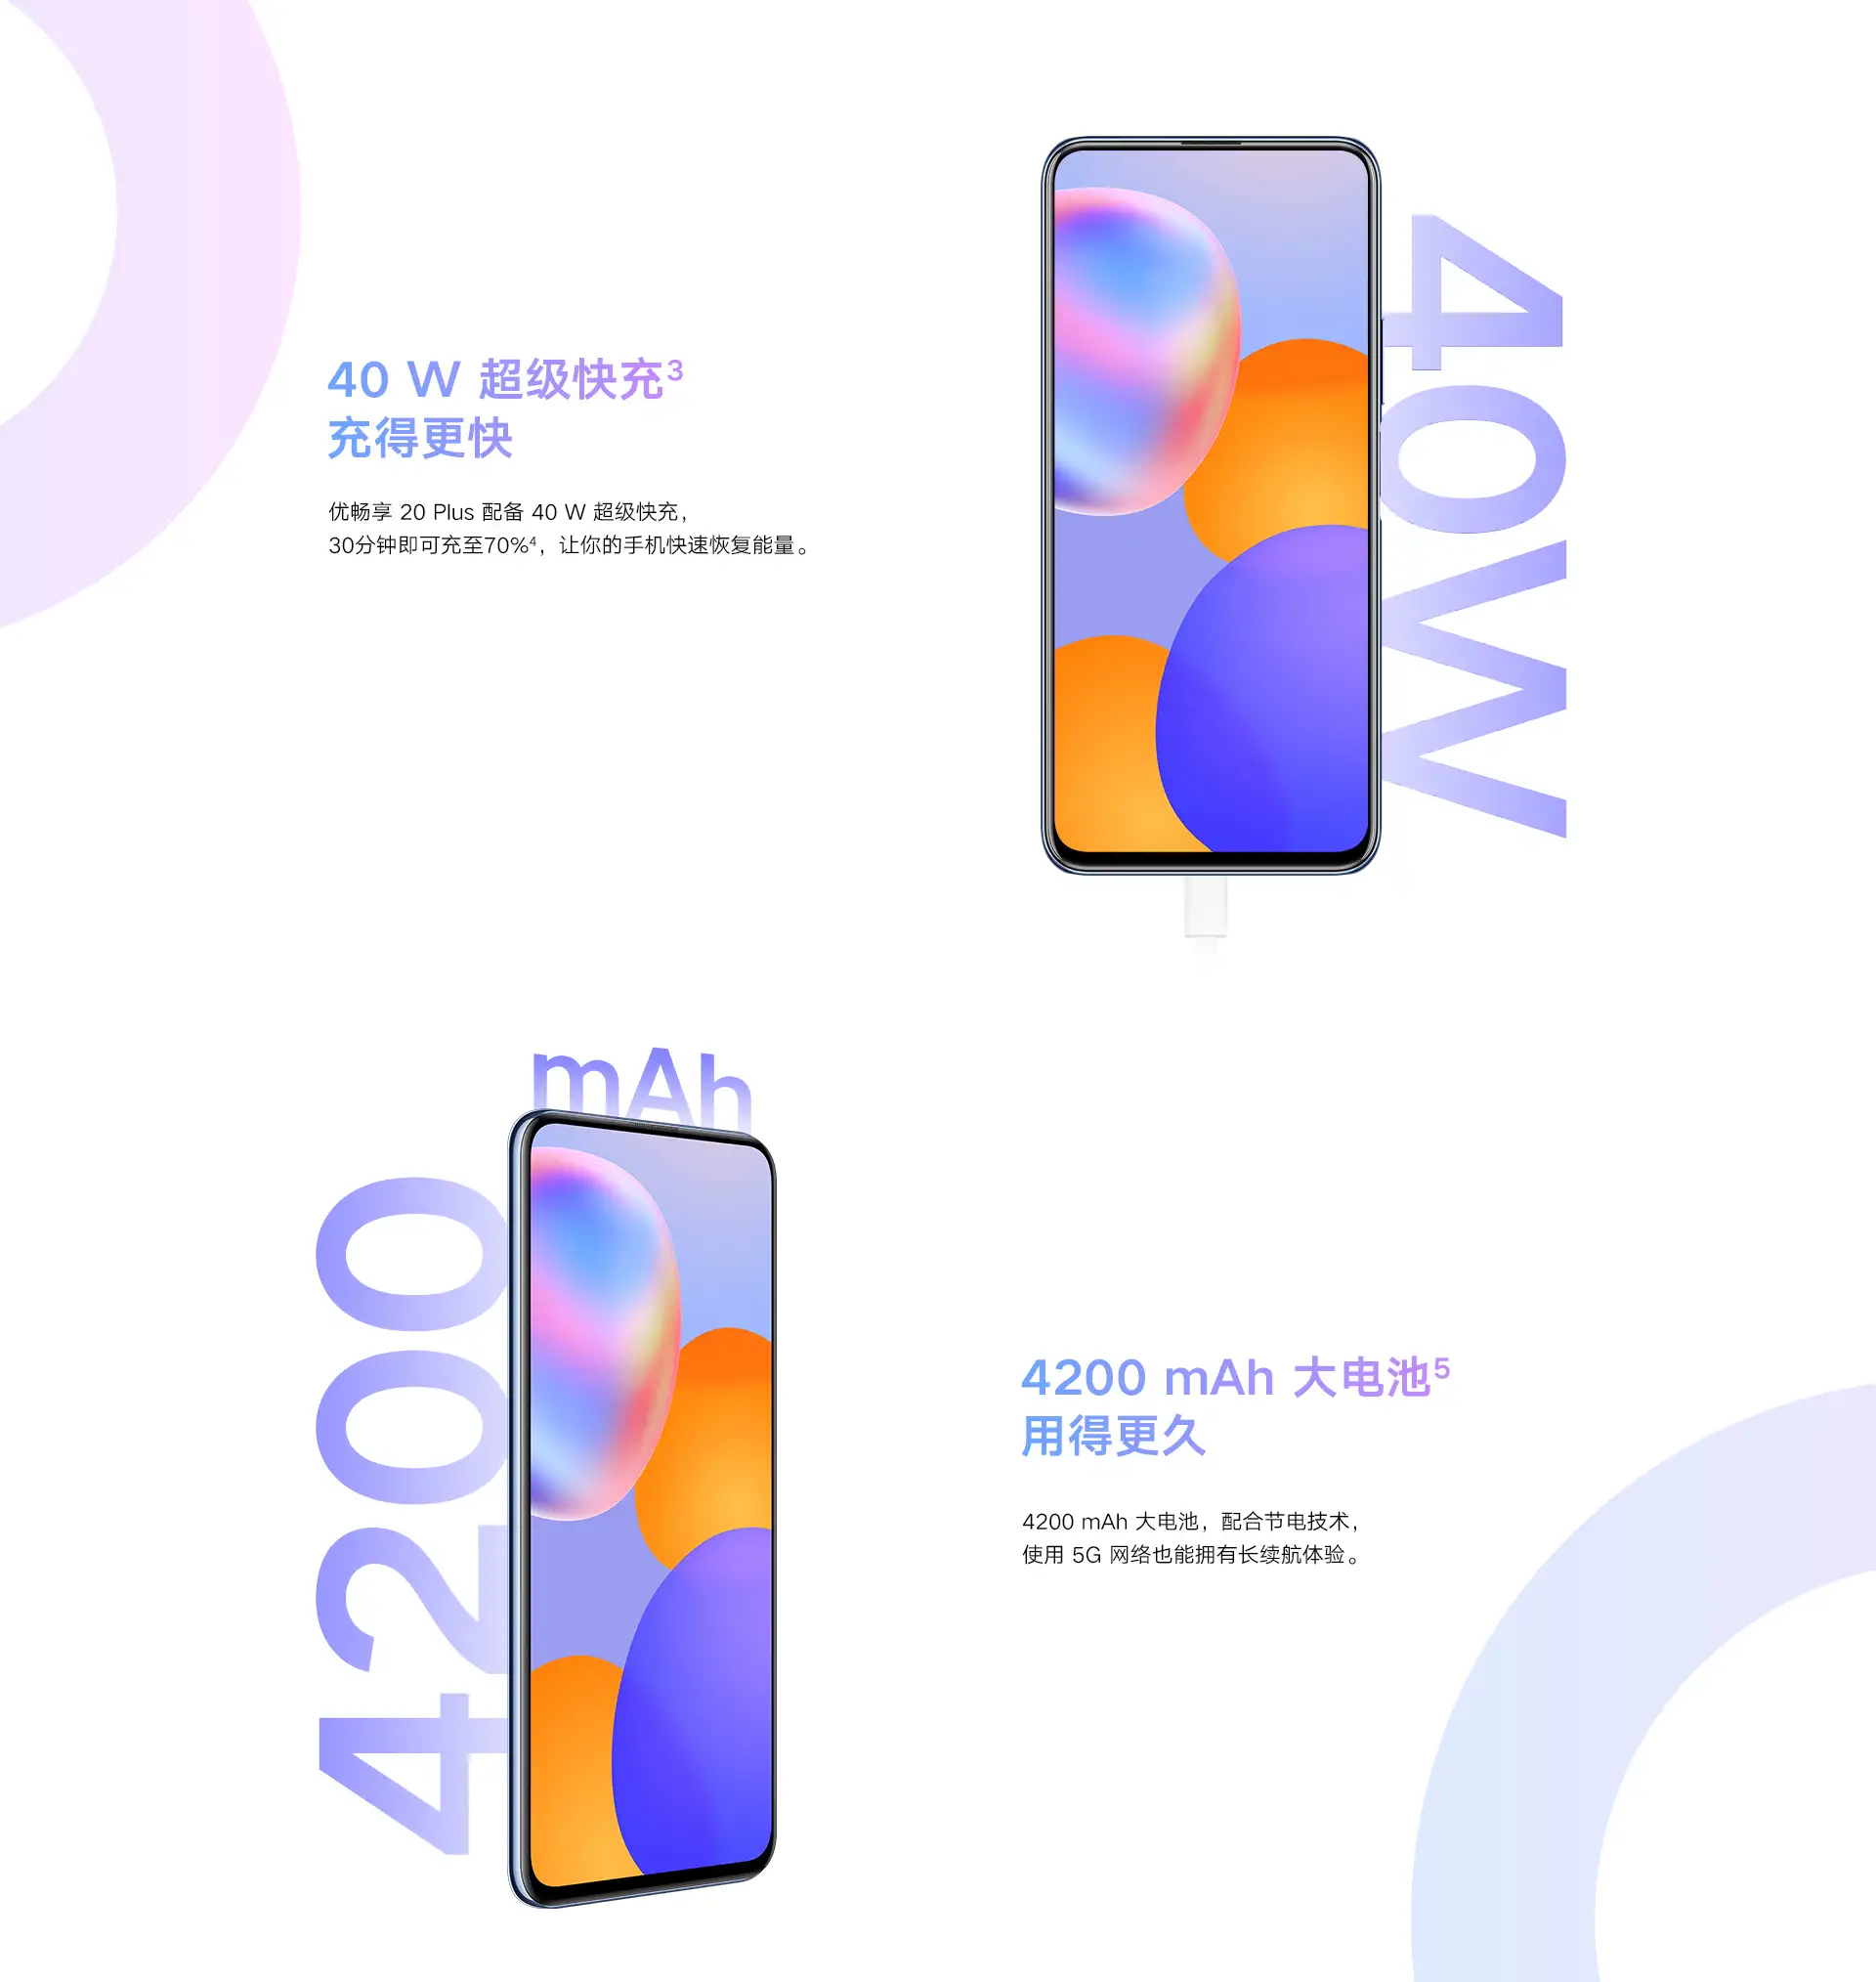 40 W 超级快充³
充得更快
优畅享 20 Plus 配备 40 W 超级快充，
30分钟即可充至70%⁴，让你的手机快速恢复能量。
40W
mAh
4200
4200 mAh 大电池⁵
用得更久
4200 mAh 大电池，配合节电技术，
使用 5G 网络也能拥有长续航体验。